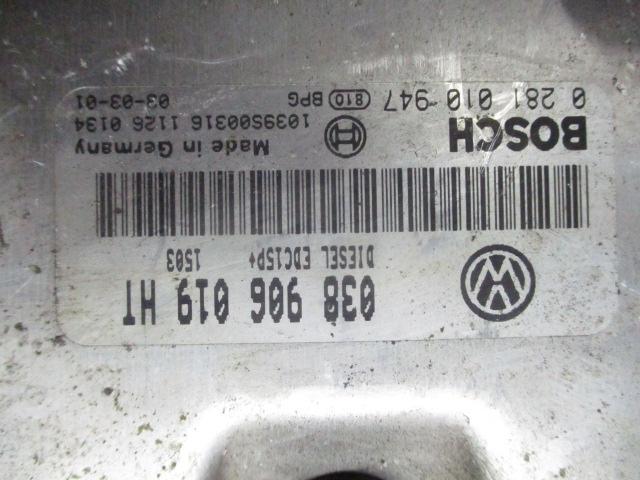 038 906 019 HT
DIESEL EDC15P+ 1503
BOSCH
Made in Germany
0 281 010-947 810 BPG
1039S00316 1126 0134
03-03-01